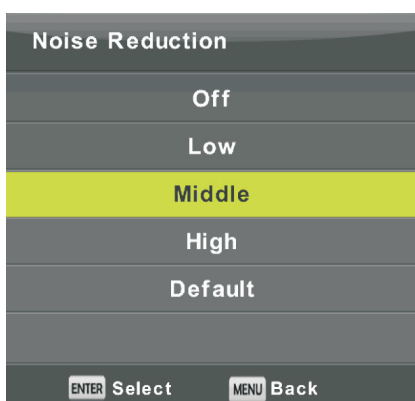 Noise Reduction
Off
Low
Middle
High
Default
ENTER Select MENU Back